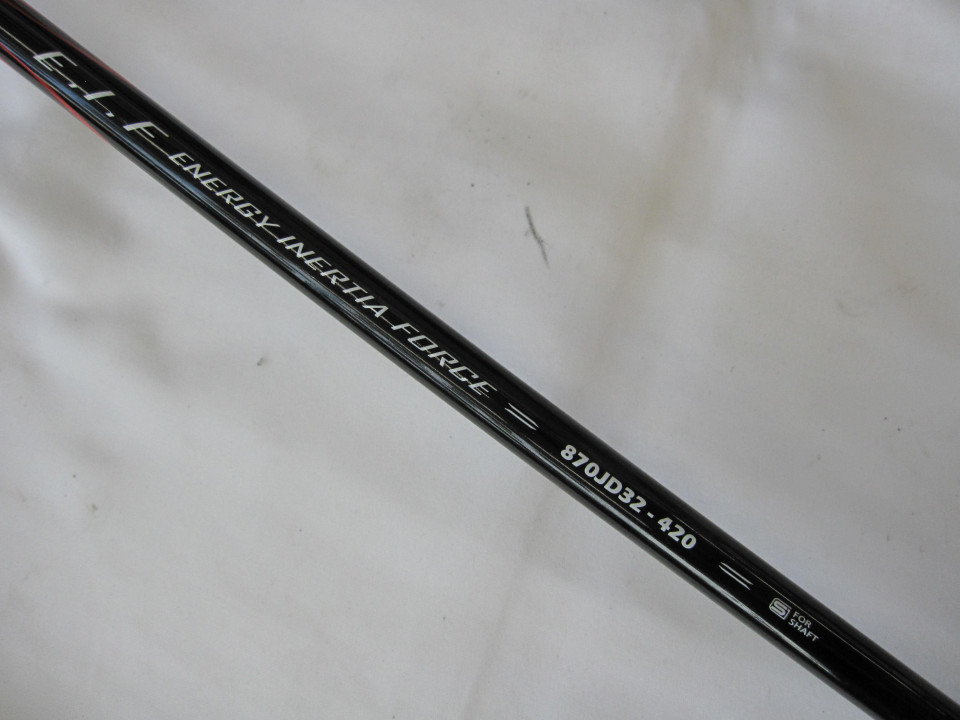 E.I.F ENERGY INERTIA FORCE
870JD32 - 420
S FOR
SHAFT